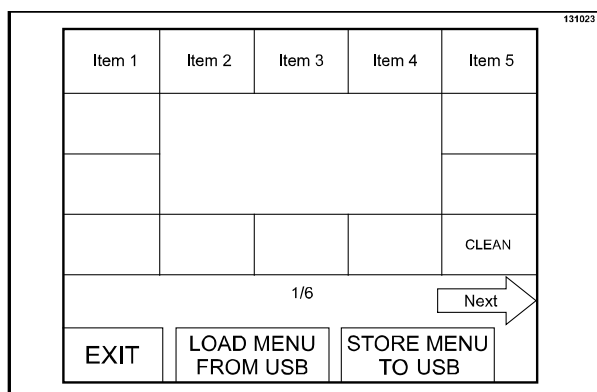 131023
Item 1 Item 2 Item 3 Item 4 Item 5
CLEAN
1/6
Next
EXIT
LOAD MENU
FROM USB
STORE MENU
TO USB